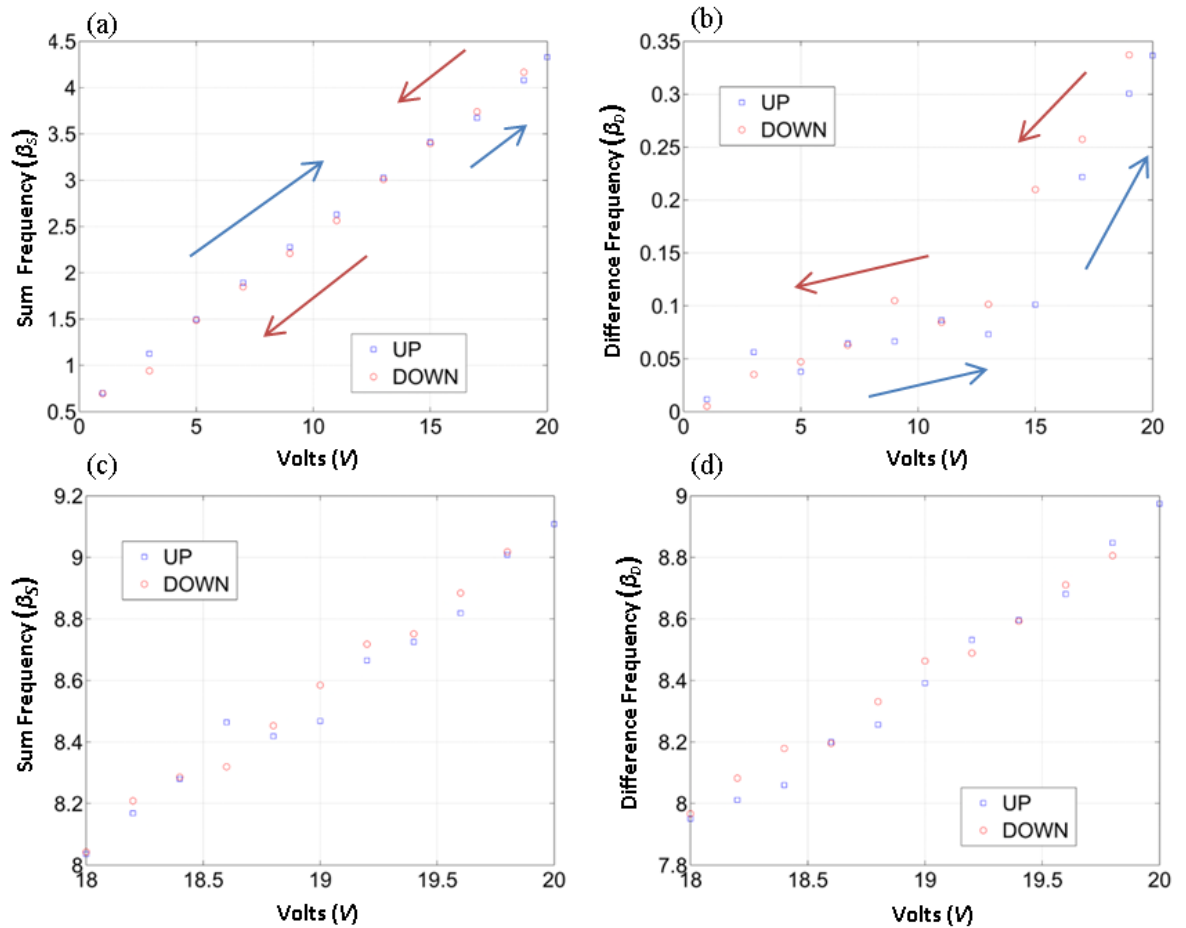 (a)
4.5
4
3.5
3
2.5
2
1.5
1
0.5
0 5 10 15 20
Sum Frequency (βS)
Volts (V)
UP
DOWN
(b)
0.35
0.3
0.25
0.2
0.15
0.1
0.05
0
0 5 10 15 20
Difference Frequency (βD)
Volts (V)
UP
DOWN
(c)
9.2
9
8.8
8.6
8.4
8.2
8
18 18.5 19 19.5 20
Sum Frequency (βS)
Volts (V)
UP
DOWN
(d)
9
8.8
8.6
8.4
8.2
8
7.8
18 18.5 19 19.5 20
Difference Frequency (βD)
Volts (V)
UP
DOWN